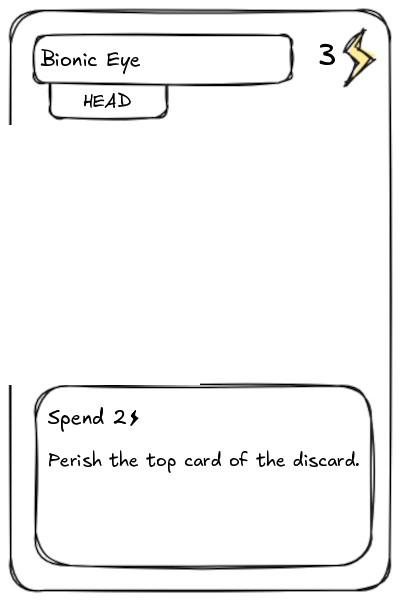 Bionic Eye
3
HEAD
Spend 2⚡
Perish the top card of the discard.